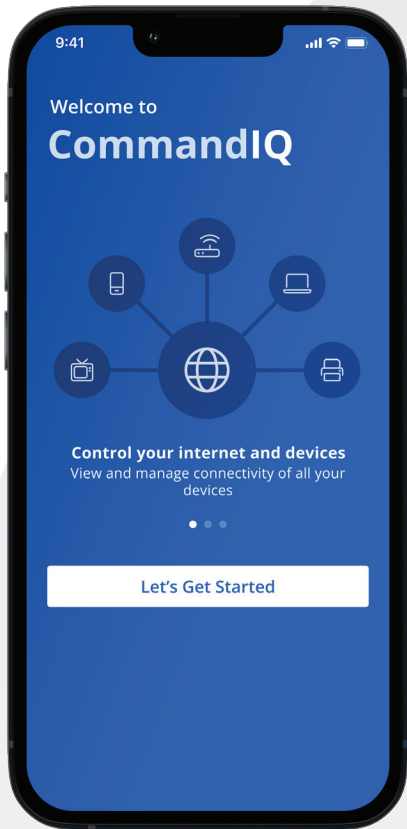 9:41
Welcome to
CommandIQ
Control your internet and devices
View and manage connectivity of all your
devices
Let’s Get Started